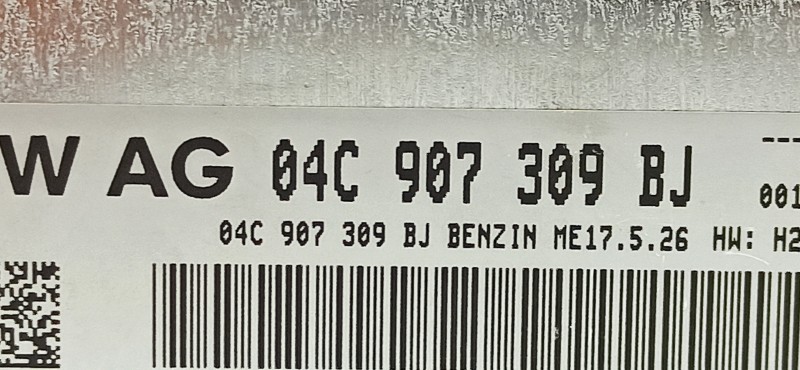 W AG 04C 907 309 BJ
---
001
04C 907 309 BJ BENZIN ME17.5.26 HW: H2